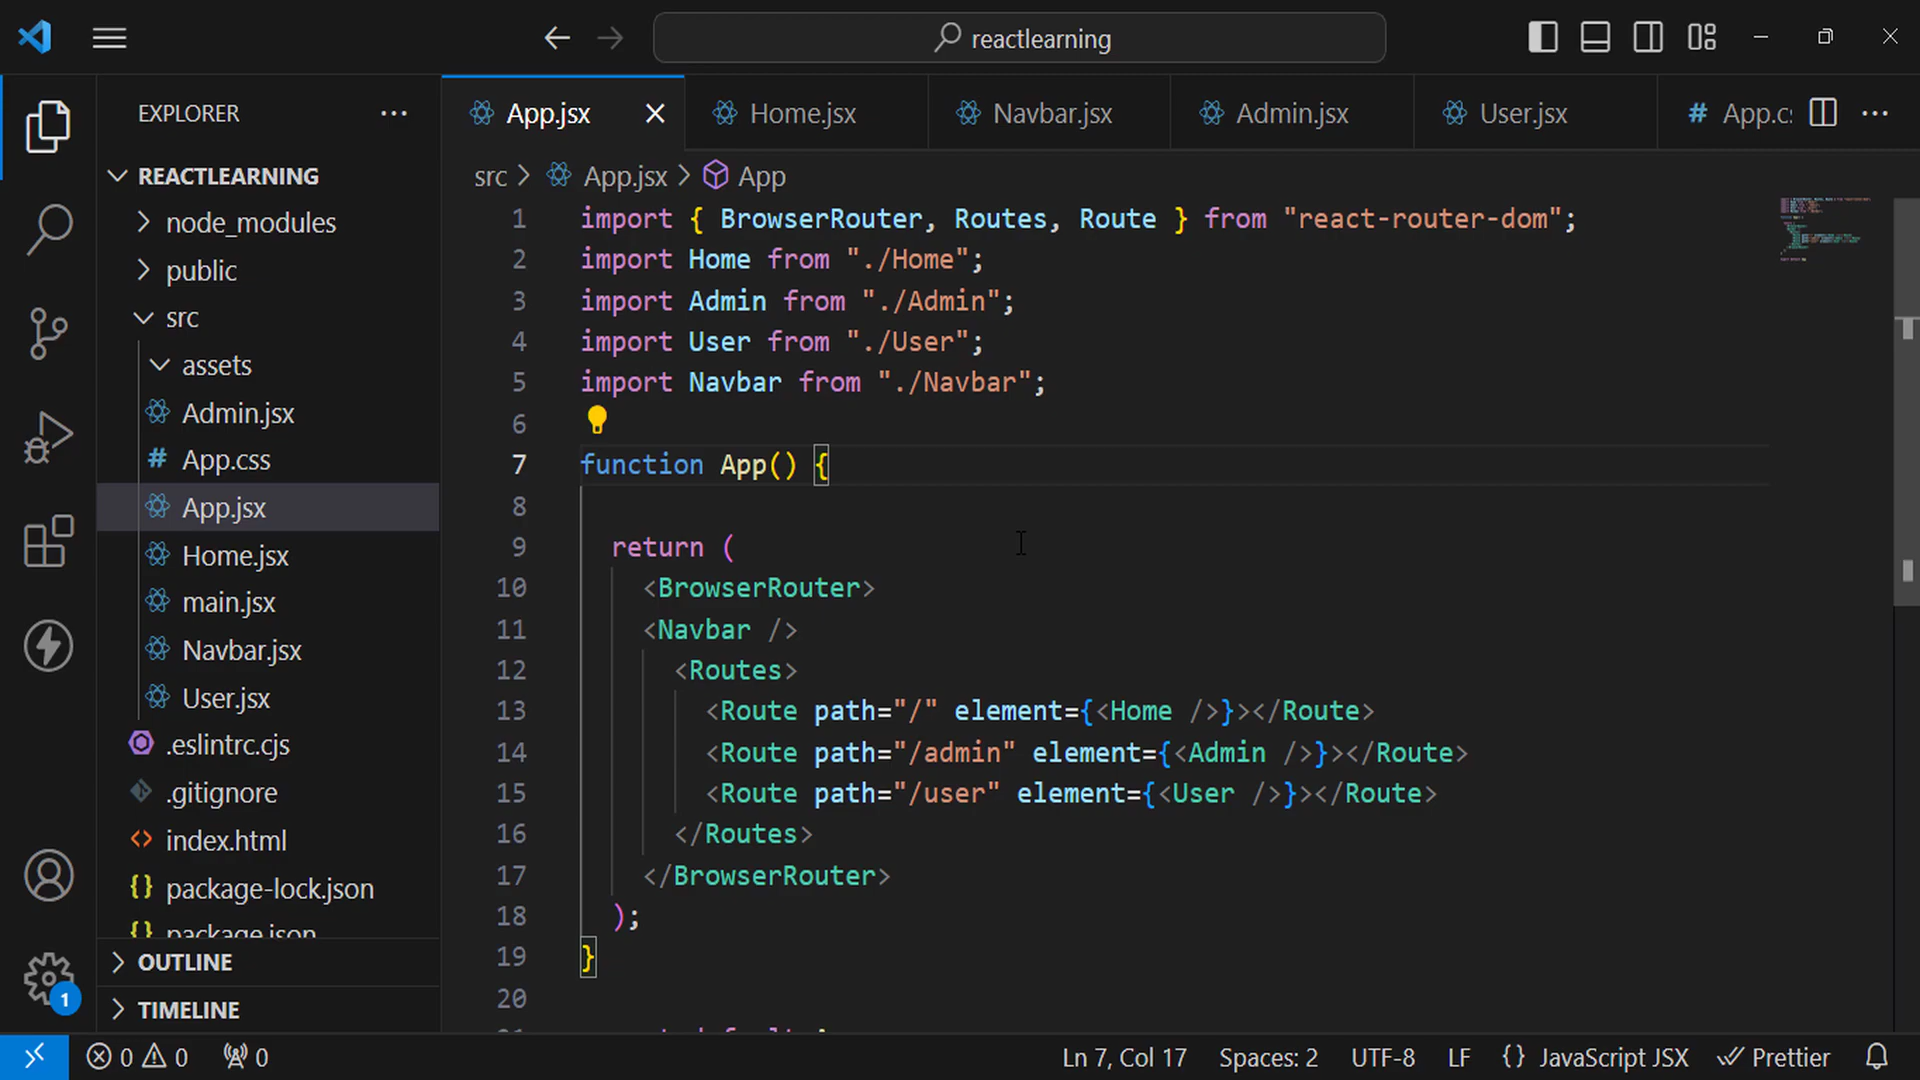 reactlearning
EXPLORER
App.jsx
Home.jsx
Navbar.jsx
Admin.jsx
User.jsx
# App.c
REACTLEARNING
node_modules
public
src
assets
Admin.jsx
# App.css
App.jsx
Home.jsx
main.jsx
Navbar.jsx
User.jsx
.eslintrc.cjs
.gitignore
<> index.html
{} package-lock.json
{} package.json
OUTLINE
TIMELINE
1
src > App.jsx > App
1 import { BrowserRouter, Routes, Route } from "react-router-dom";
2 import Home from "./Home";
3 import Admin from "./Admin";
4 import User from "./User";
5 import Navbar from "./Navbar";
6
7 function App() {
8
9 return (
10 <BrowserRouter>
11 <Navbar />
12 <Routes>
13 <Route path="/" element={<Home />}></Route>
14 <Route path="/admin" element={<Admin />}></Route>
15 <Route path="/user" element={<User />}></Route>
16 </Routes>
17 </BrowserRouter>
18 );
19 }
20
0 0 0
Ln 7, Col 17 Spaces: 2 UTF-8 LF {} JavaScript JSX Prettier